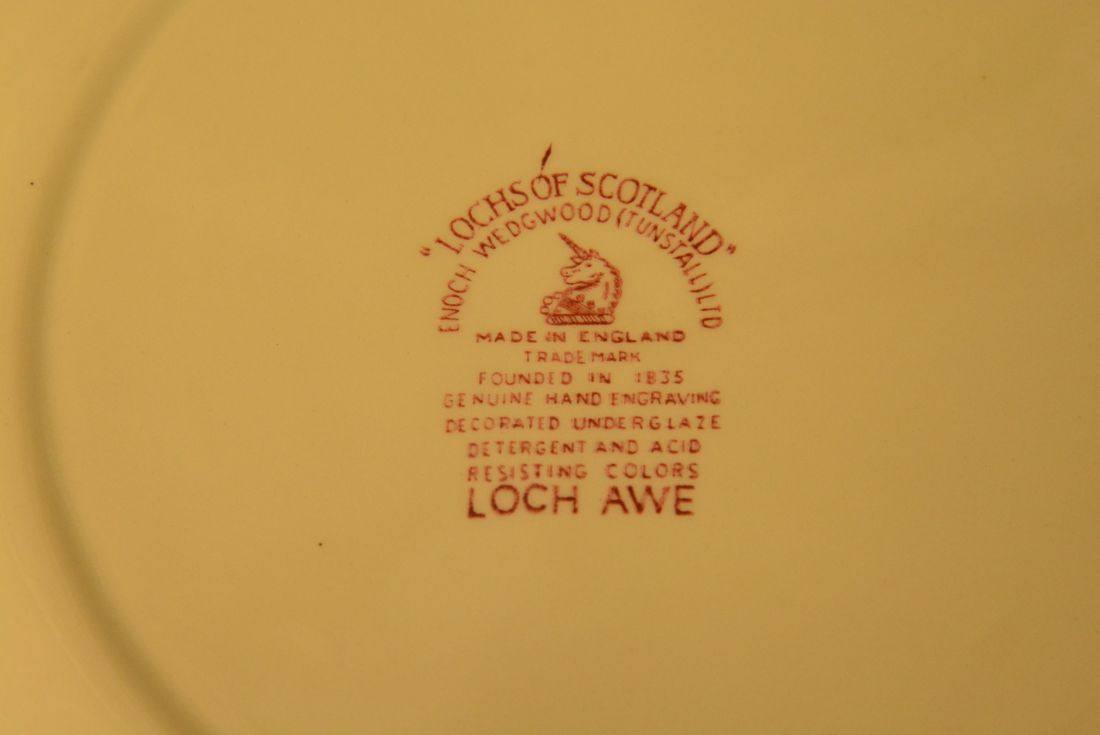 "LOCHS OF SCOTLAND"
ENOCH WEDGWOOD (TUNSTALL) LTD
MADE IN ENGLAND
TRADE MARK
FOUNDED IN 1835
GENUINE HAND ENGRAVING
DECORATED UNDERGLAZE
DETERGENT AND ACID
RESISTING COLORS
LOCH AWE